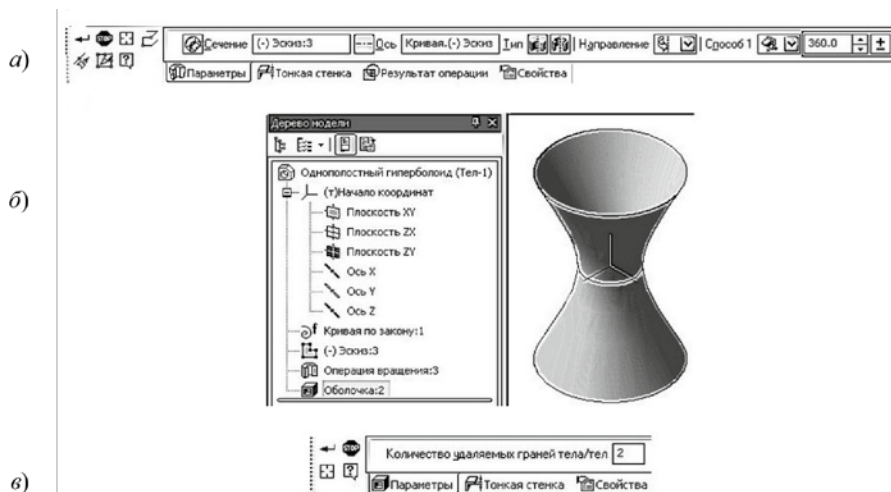 а)
STOP
Сечение (-) Эскиз:3 Ось Кривая.(-) Эскиз Тип Направление Способ 1 360.0
Параметры Тонкая стенка Результат операции Свойства
б)
Дерево модели
Однополостный гиперболоид (Тел-1)
(т)Начало координат
Плоскость XY
Плоскость ZX
Плоскость ZY
Ось X
Ось Y
Ось Z
Кривая по закону:1
(-) Эскиз:3
Операция вращения:3
Оболочка:2
в)
STOP
Количество удаляемых граней тела/тел 2
Параметры Тонкая стенка Свойства